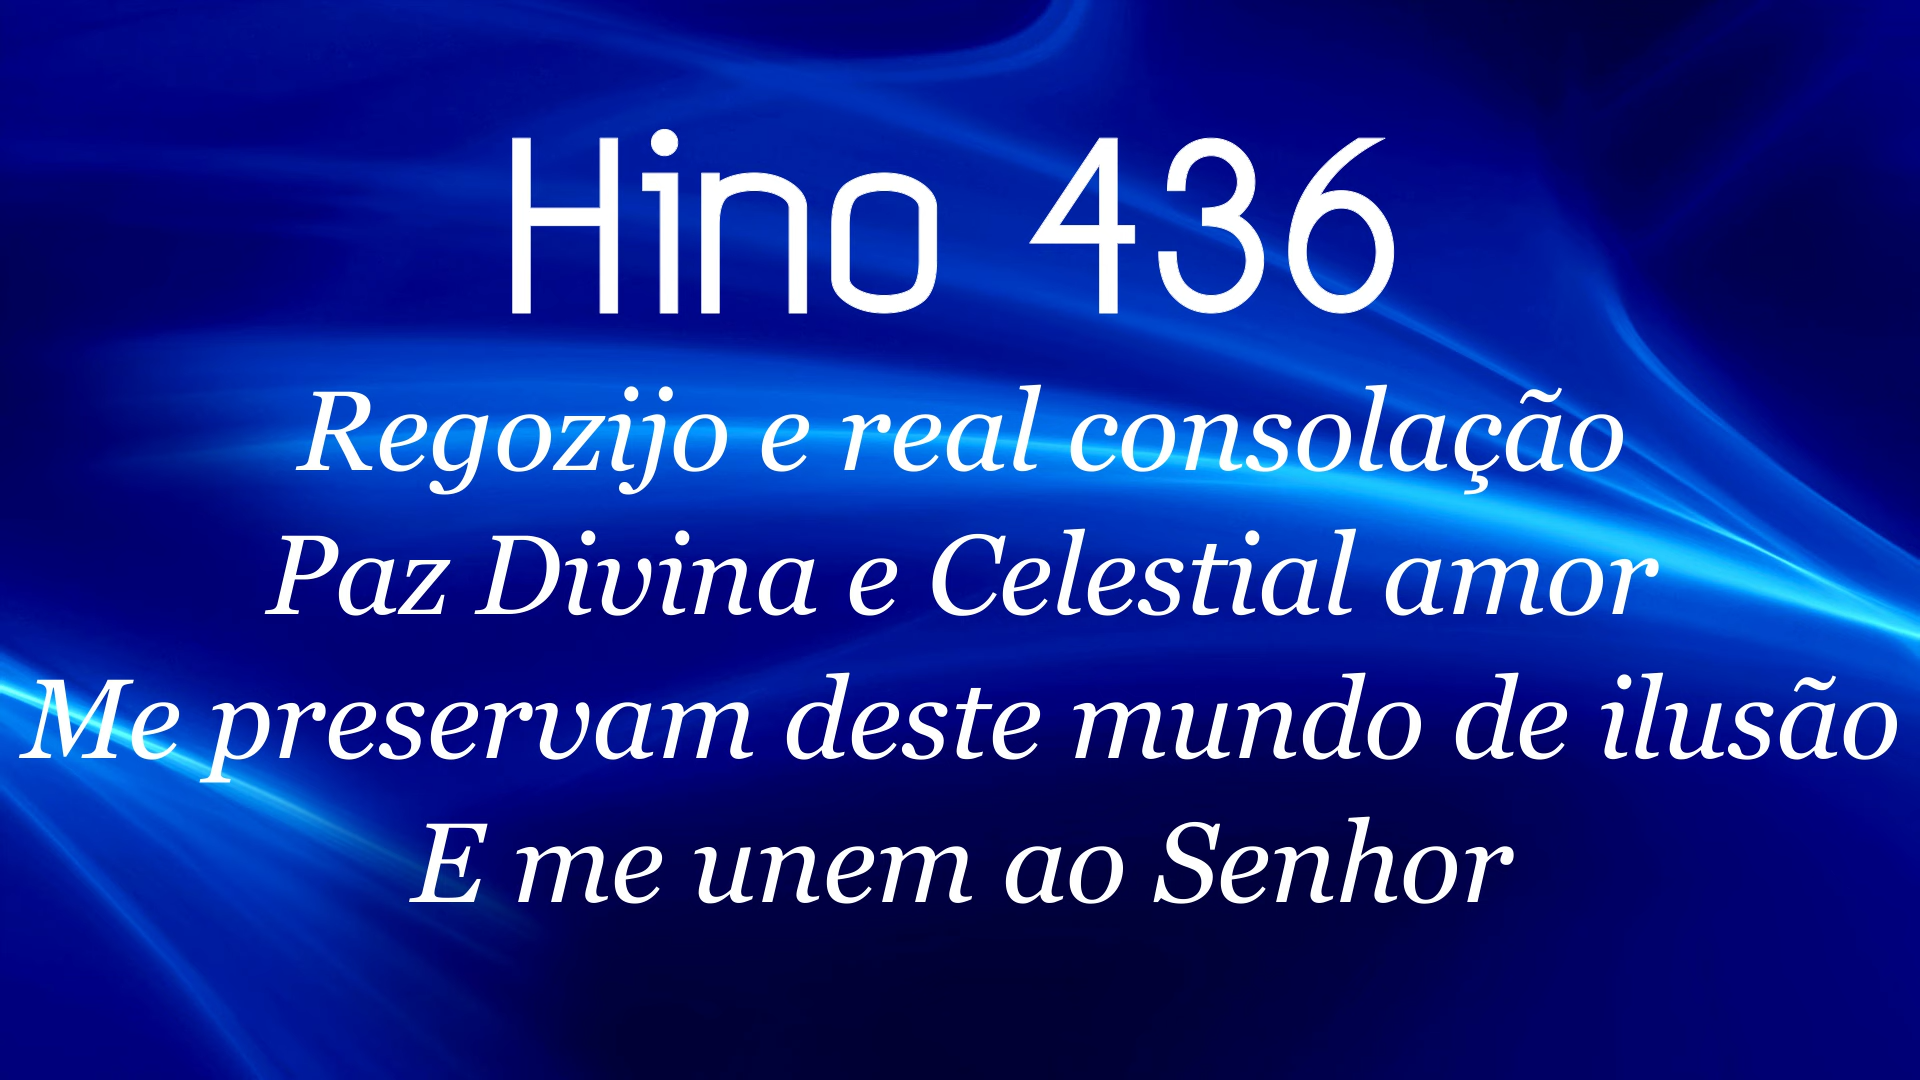 Hino 436
Regozijo e real consolação
Paz Divina e Celestial amor
Me preservam deste mundo de ilusão
E me unem ao Senhor